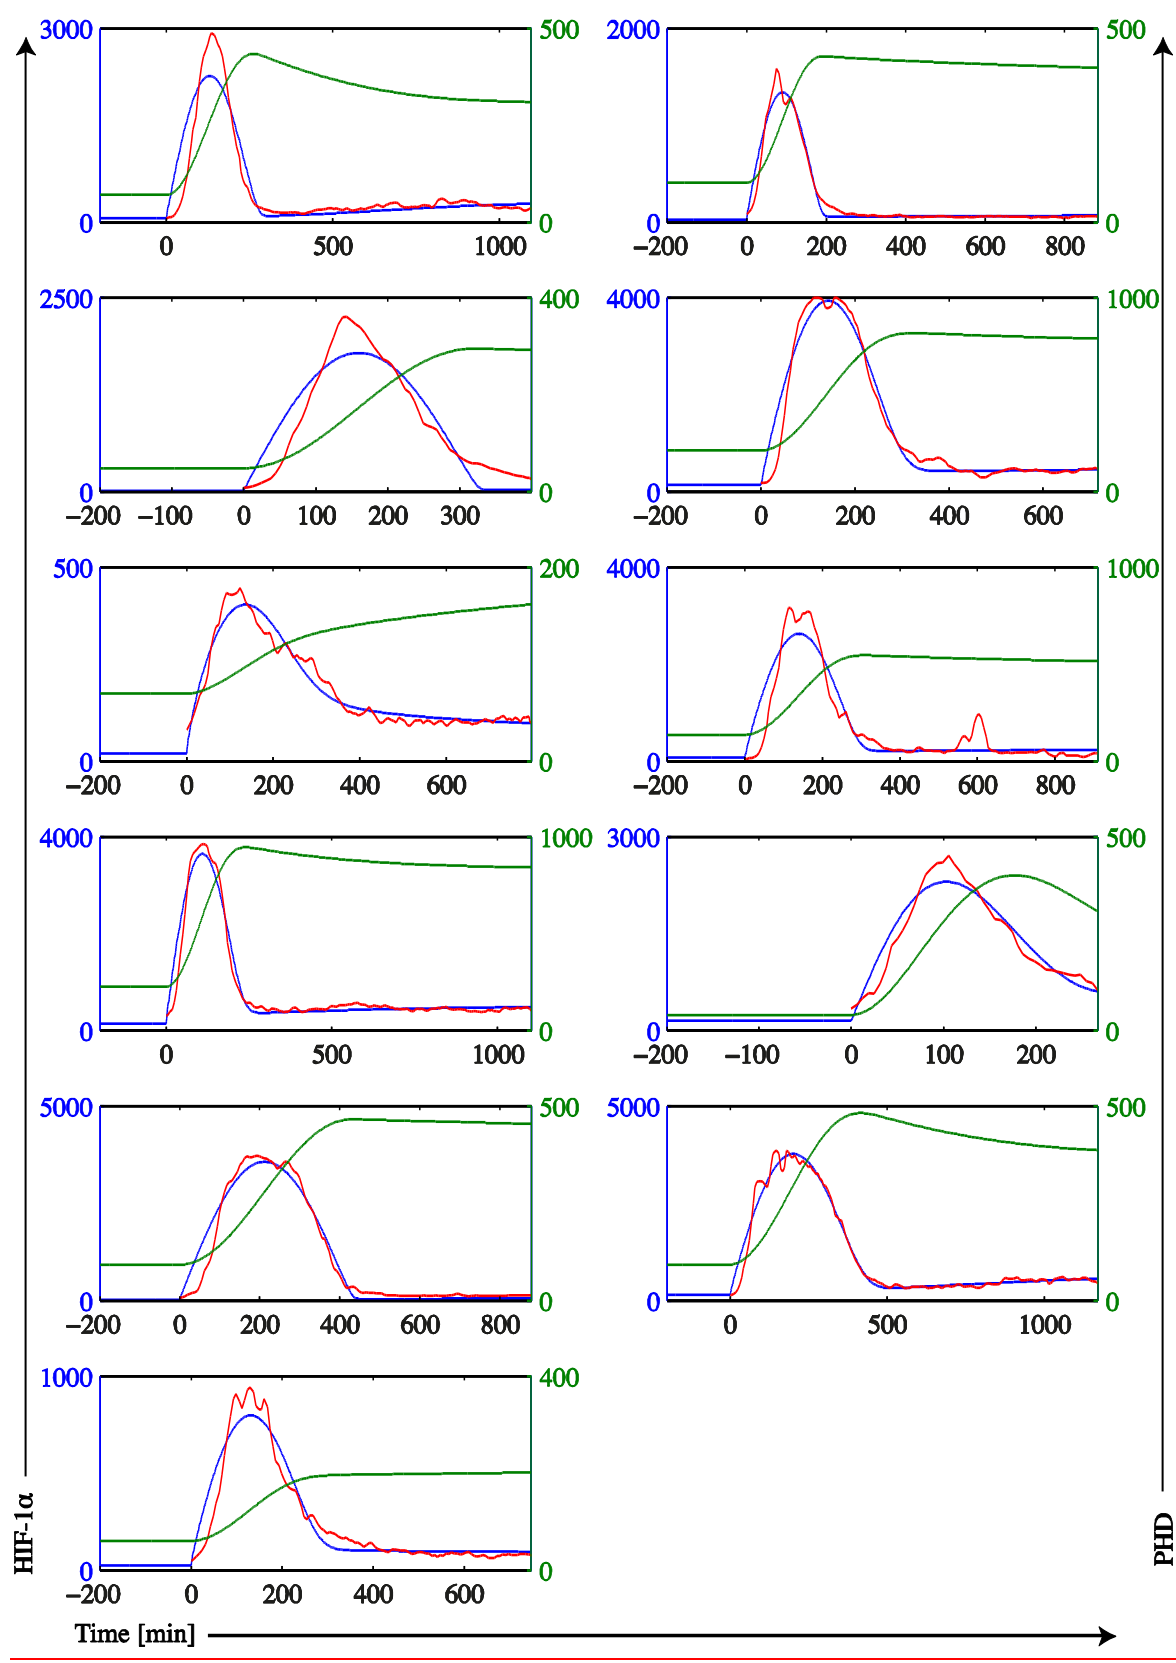 3000 500 2000 500
0 0 0 0
0 500 1000 −200 0 200 400 600 800
2500 400 4000 1000
0 0 0 0
−200 −100 0 100 200 300 −200 0 200 400 600
500 200 4000 1000
0 0 0 0
−200 0 200 400 600 −200 0 200 400 600 800
4000 1000 3000 500
0 0 0 0
0 500 1000 −200 −100 0 100 200
5000 500 5000 500
0 0 0 0
−200 0 200 400 600 800 0 500 1000
1000 400
0 0
−200 0 200 400 600
HIF-1α
PHD
Time [min]